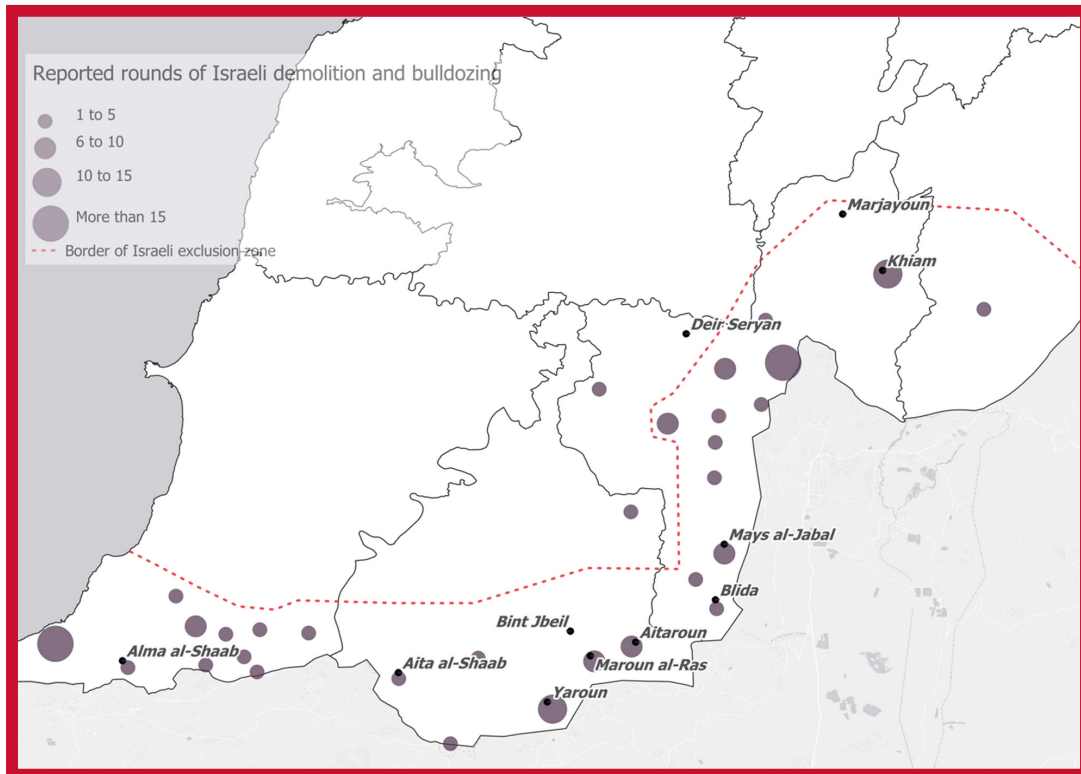 Reported rounds of Israeli demolition and bulldozing
1 to 5
6 to 10
10 to 15
More than 15
Border of Israeli exclusion zone
Marjayoun
Khiam
Deir Seryan
Mays al-Jabal
Blida
Bint Jbeil
Aitaroun
Alma al-Shaab
Aita al-Shaab
Maroun al-Ras
Yaroun